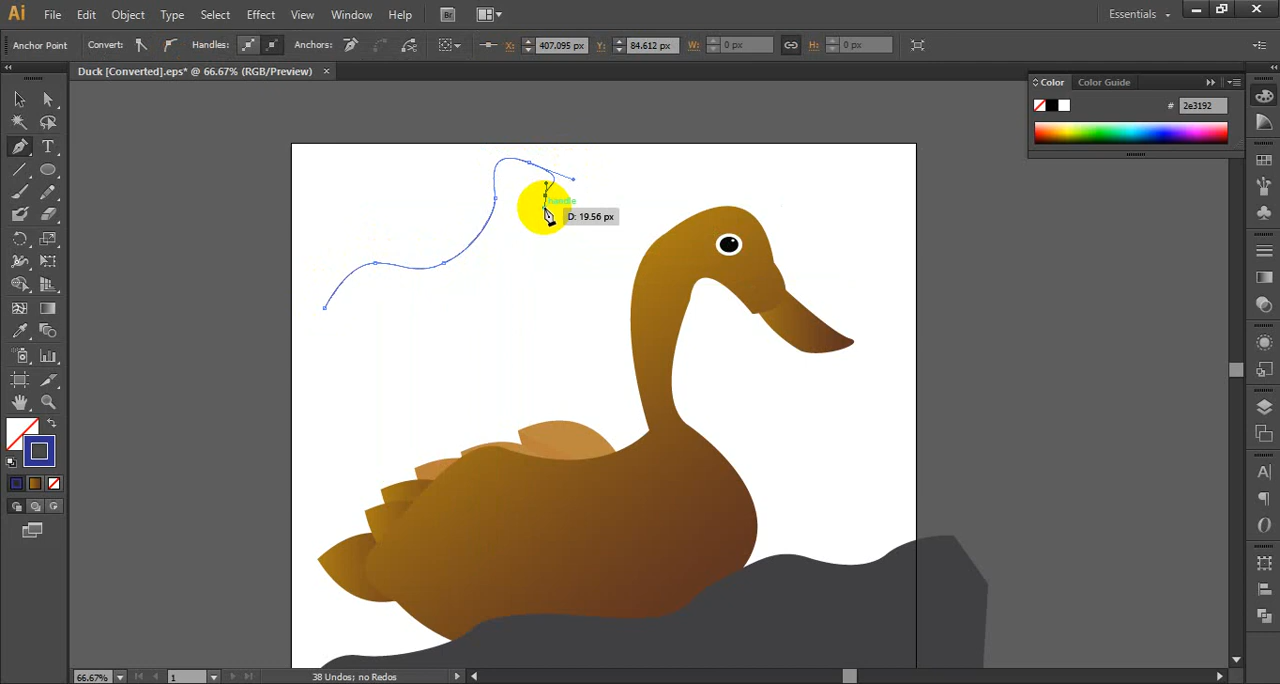 Ai File Edit Object Type Select Effect View Window Help Br Essentials
Anchor Point Convert: Handles: Anchors: X: 407.095 px Y: 84.612 px W: 0 px H: 0 px
Duck [Converted].eps* @ 66.67% (RGB/Preview) ×
Color Color Guide
# 2e3192
handle
D: 19.56 px
66.67% 1 38 Undos; no Redos